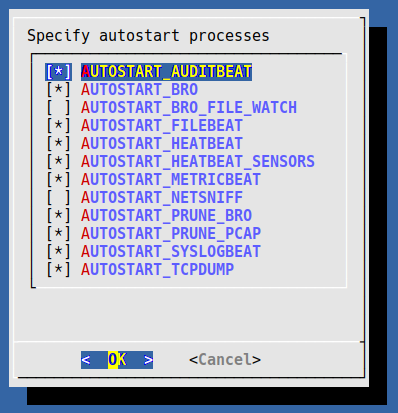 Specify autostart processes
[*] AUTOSTART_AUDITBEAT
[*] AUTOSTART_BRO
[ ] AUTOSTART_BRO_FILE_WATCH
[*] AUTOSTART_FILEBEAT
[*] AUTOSTART_HEATBEAT
[*] AUTOSTART_HEATBEAT_SENSORS
[*] AUTOSTART_METRICBEAT
[ ] AUTOSTART_NETSNIFF
[*] AUTOSTART_PRUNE_BRO
[*] AUTOSTART_PRUNE_PCAP
[*] AUTOSTART_SYSLOGBEAT
[*] AUTOSTART_TCPDUMP
<  OK  > <Cancel>